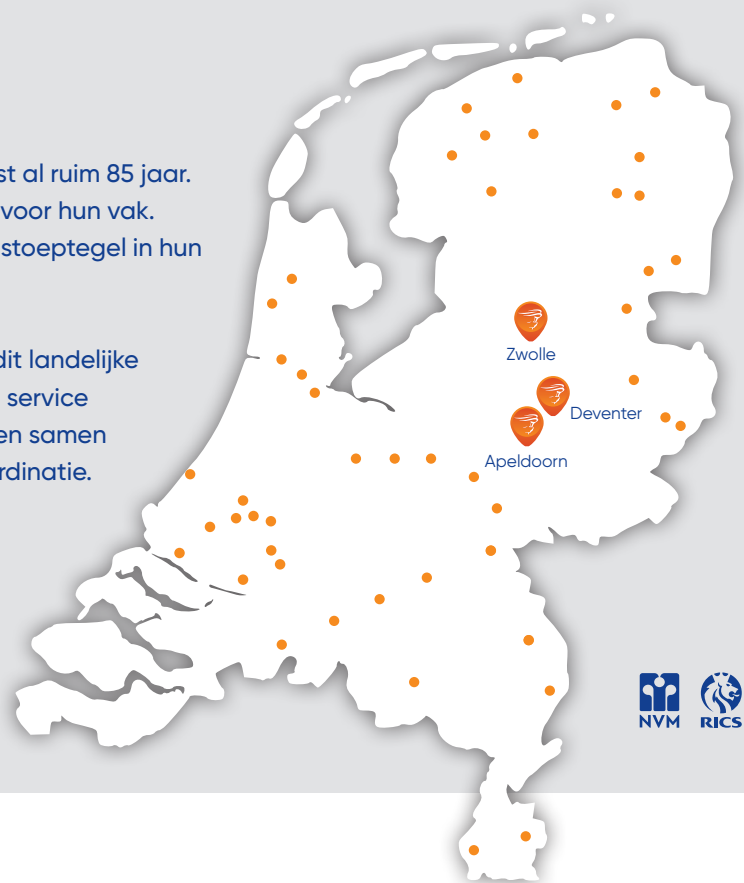 st al ruim 85 jaar.
voor hun vak.
stoeptegel in hun
dit landelijke
service
en samen
rdinatie.
Zwolle
Deventer
Apeldoorn
NVM
RICS